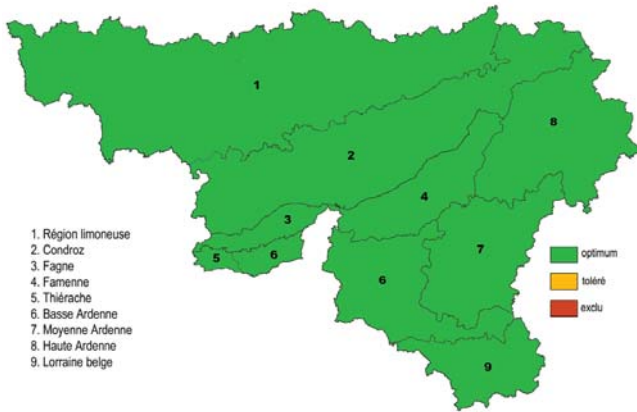 1
8
2
4
3
5
6
7
6
9
1. Région limoneuse
2. Condroz
3. Fagne
4. Famenne
5. Thiérache
6. Basse Ardenne
7. Moyenne Ardenne
8. Haute Ardenne
9. Lorraine belge
optimum
toléré
exclu